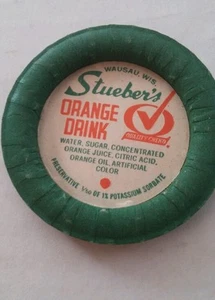 WAUSAU, WIS.
Stueber's
ORANGE
DRINK
WATER, SUGAR, CONCENTRATED
ORANGE JUICE, CITRIC ACID,
ORANGE OIL, ARTIFICIAL
COLOR
PRESERVATIVE 1/10 OF 1% POTASSIUM SORBATE